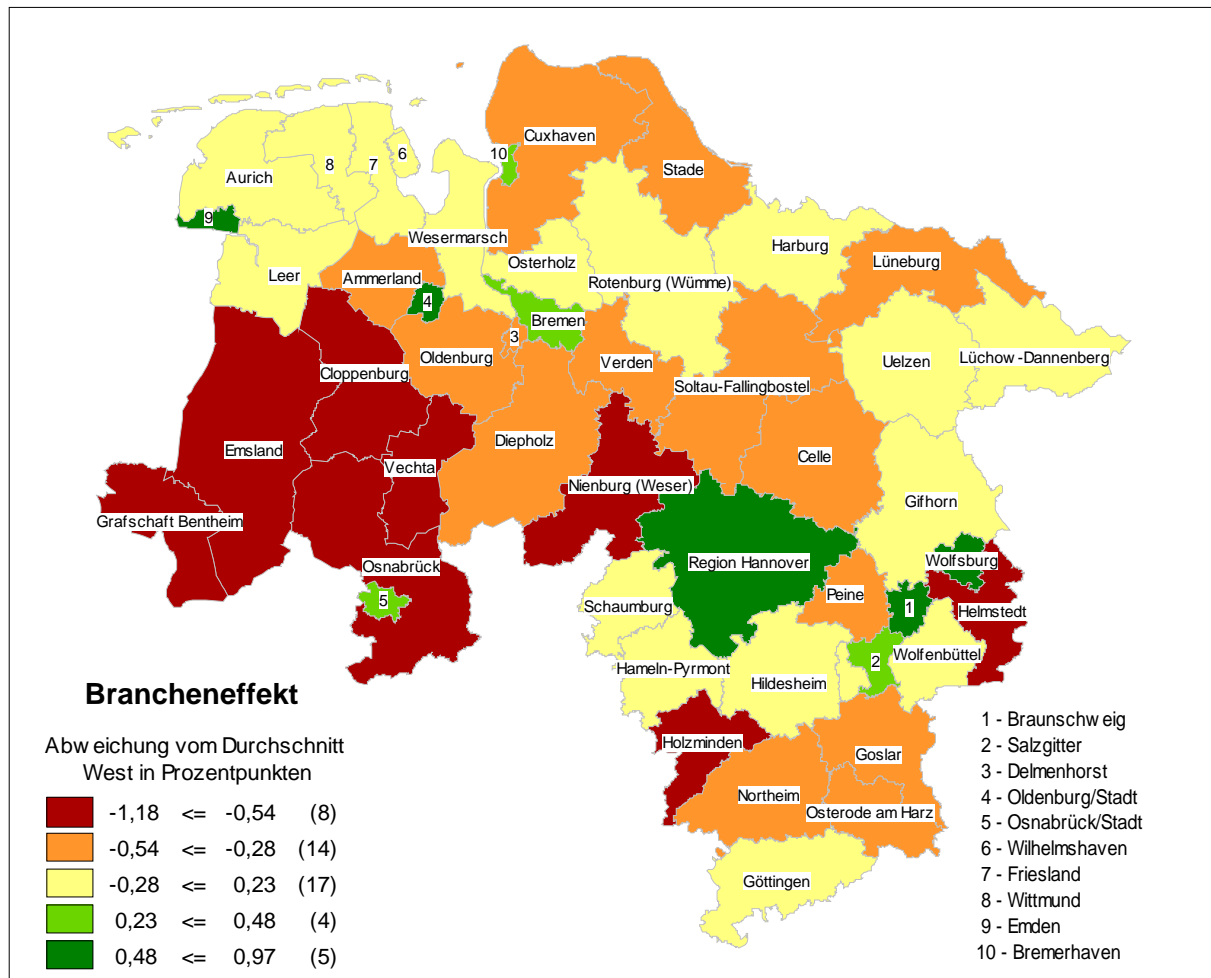 Cuxhaven
10
Stade
6
8
7
Aurich
9
Wesermarsch
Harburg
Osterholz
Lüneburg
Leer
Ammerland
Rotenburg (Wümme)
4
Bremen
3
Oldenburg
Verden
Uelzen
Lüchow-Dannenberg
Cloppenburg
Soltau-Fallingbostel
Diepholz
Emsland
Celle
Vechta
Nienburg (Weser)
Gifhorn
Grafschaft Bentheim
Region Hannover
Wolfsburg
Osnabrück
Peine
5
Schaumburg
1
Helmstedt
Wolfenbüttel
2
Hameln-Pyrmont
Hildesheim
Holzminden
Goslar
Northeim
Osterode am Harz
Göttingen
Brancheneffekt
Abweichung vom Durchschnitt
West in Prozentpunkten
-1,18 <= -0,54 (8)
-0,54 <= -0,28 (14)
-0,28 <= 0,23 (17)
0,23 <= 0,48 (4)
0,48 <= 0,97 (5)
1 - Braunschweig
2 - Salzgitter
3 - Delmenhorst
4 - Oldenburg/Stadt
5 - Osnabrück/Stadt
6 - Wilhelmshaven
7 - Friesland
8 - Wittmund
9 - Emden
10 - Bremerhaven